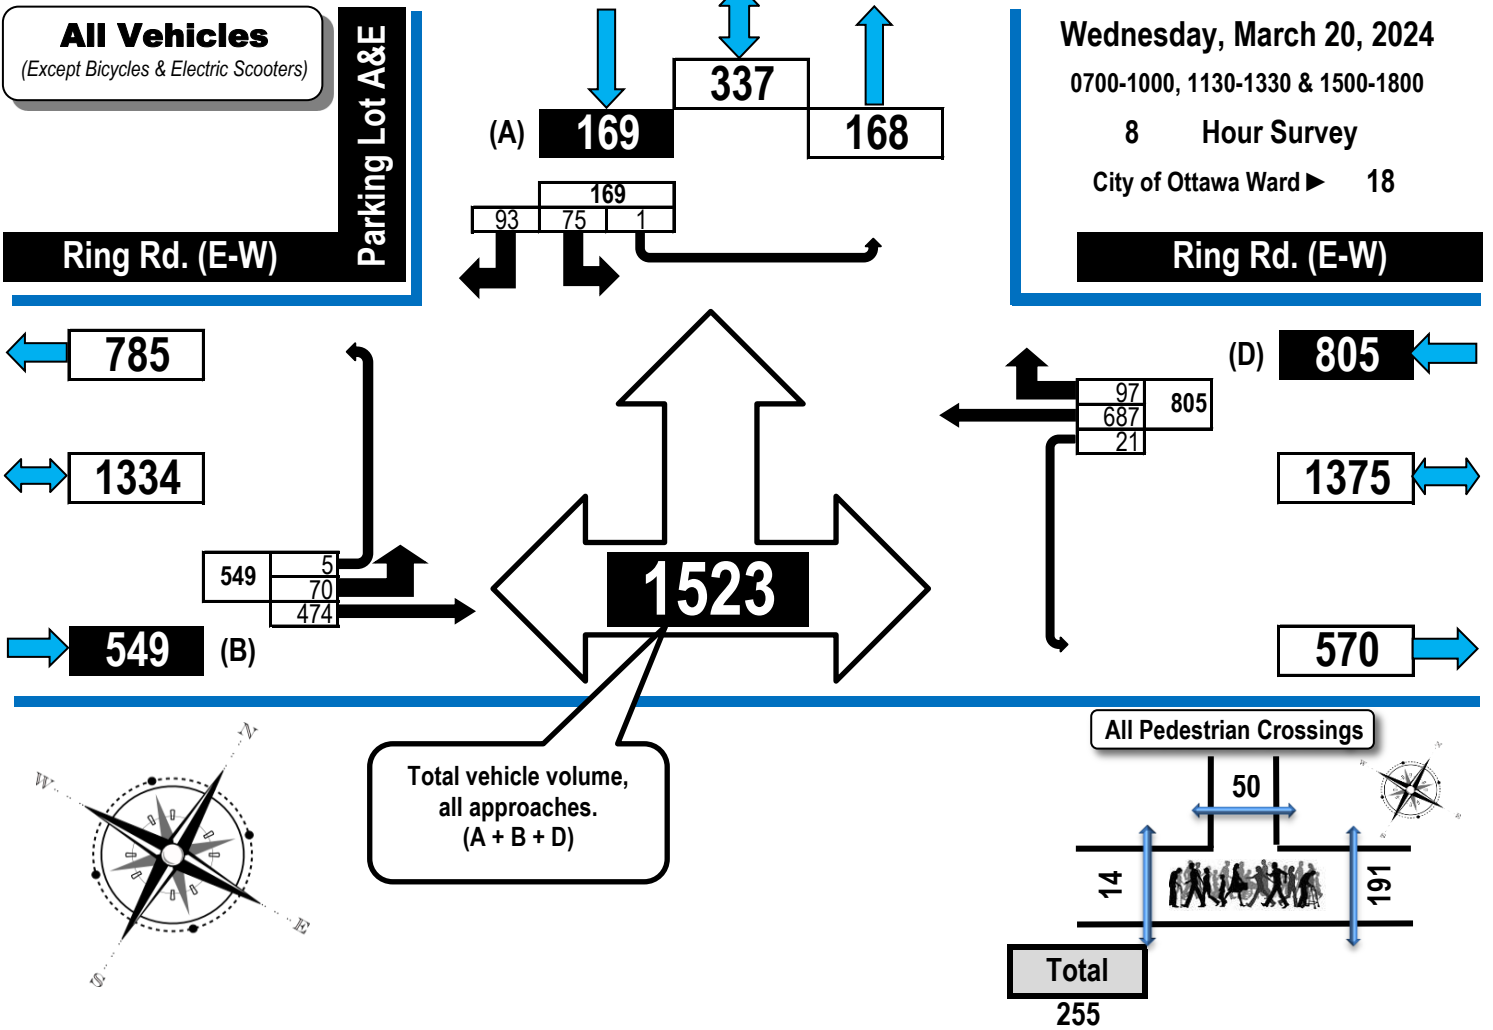 All Vehicles
(Except Bicycles & Electric Scooters)
Parking Lot A&E
Ring Rd. (E-W)
337
(A)
169
168
169
93 75 1
Wednesday, March 20, 2024
0700-1000, 1130-1330 & 1500-1800
8 Hour Survey
City of Ottawa Ward ► 18
Ring Rd. (E-W)
785
1334
549
5
70
474
549
(B)
(D)
805
97
687
21
805
1375
570
1523
Total vehicle volume,
all approaches.
(A + B + D)
N
W
E
S
All Pedestrian Crossings
50
14
191
N
W
E
S
Total
255